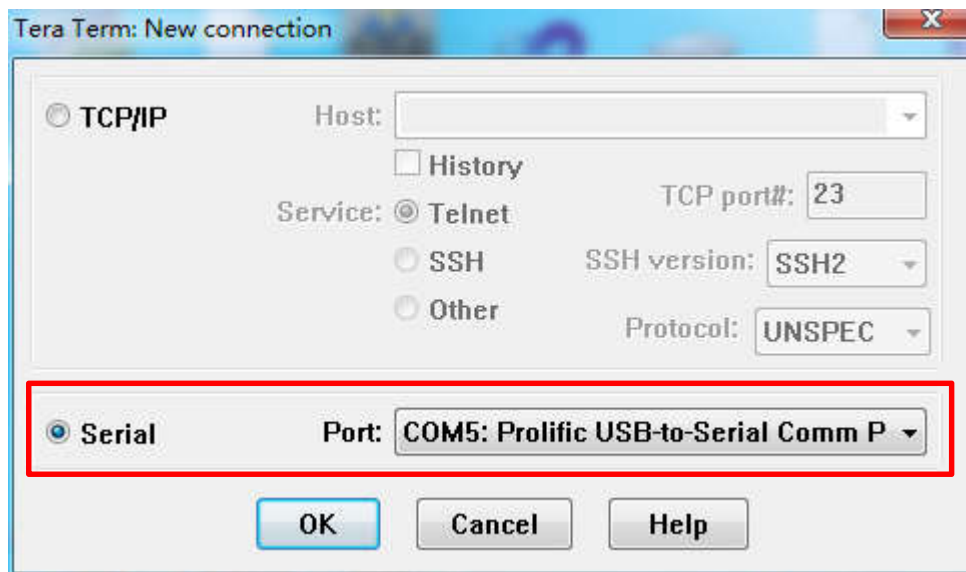 Tera Term: New connection
TCP/IP
Host:
History
Service:
Telnet
TCP port#:
23
SSH
SSH version:
SSH2
Other
Protocol:
UNSPEC
Serial
Port:
COM5: Prolific USB-to-Serial Comm P
OK
Cancel
Help